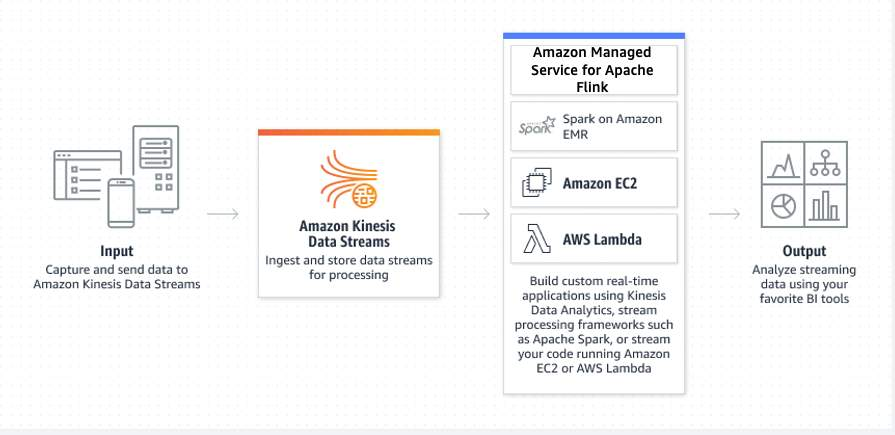 Input
Capture and send data to
Amazon Kinesis Data Streams
Amazon Kinesis
Data Streams
Ingest and store data streams
for processing
Amazon Managed
Service for Apache
Flink
Spark
Spark on Amazon
EMR
Amazon EC2
AWS Lambda
Build custom real-time
applications using Kinesis
Data Analytics, stream
processing frameworks such
as Apache Spark, or stream
your code running Amazon
EC2 or AWS Lambda
Output
Analyze streaming
data using your
favorite BI tools